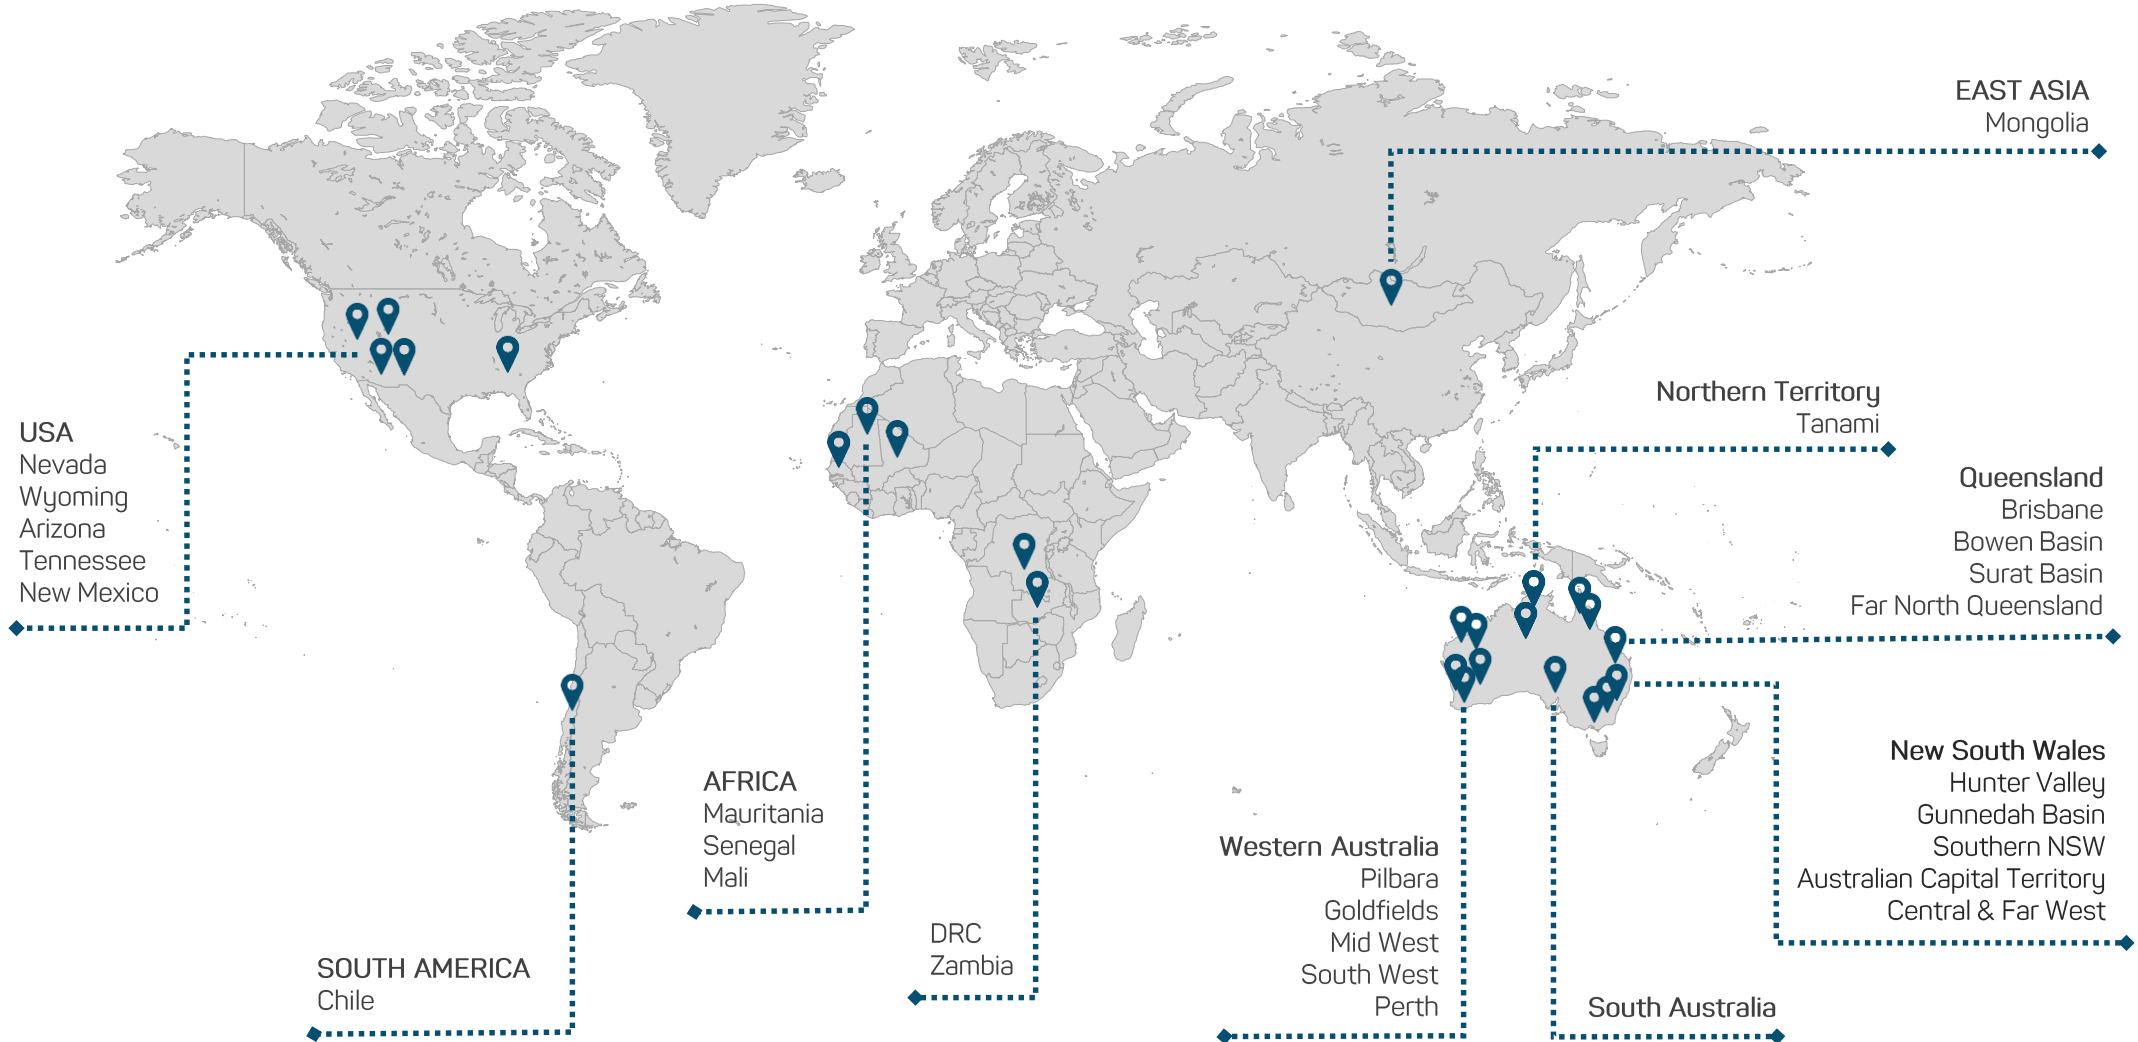 EAST ASIA
Mongolia
Northern Territory
Tanami
USA
Nevada
Wyoming
Arizona
Tennessee
New Mexico
Queensland
Brisbane
Bowen Basin
Surat Basin
Far North Queensland
New South Wales
Hunter Valley
Gunnedah Basin
Southern NSW
Australian Capital Territory
Central & Far West
AFRICA
Mauritania
Senegal
Mali
Western Australia
Pilbara
Goldfields
Mid West
South West
Perth
DRC
Zambia
SOUTH AMERICA
Chile
South Australia